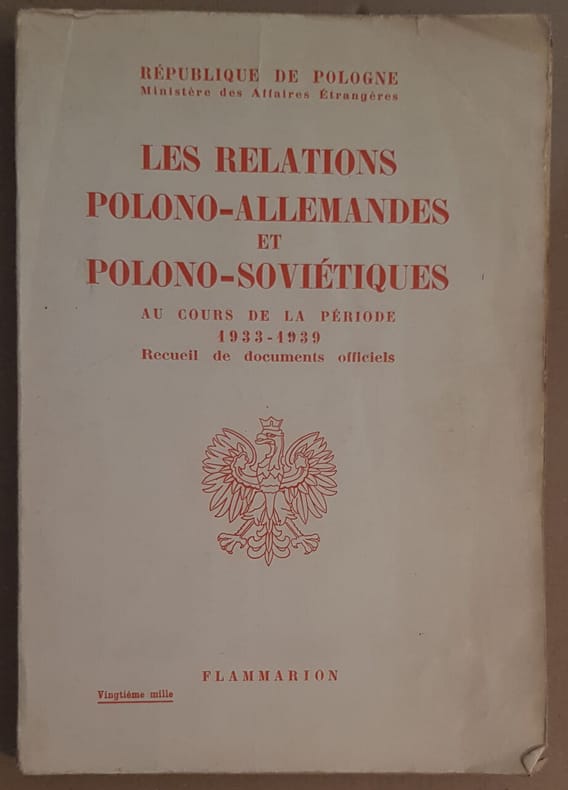 RÉPUBLIQUE DE POLOGNE
Ministère des Affaires Étrangères
LES RELATIONS
POLONO-ALLEMANDES
ET
POLONO-SOVIÉTIQUES
AU COURS DE LA PÉRIODE
1933-1939
Recueil de documents officiels
FLAMMARION
Vingtième mille